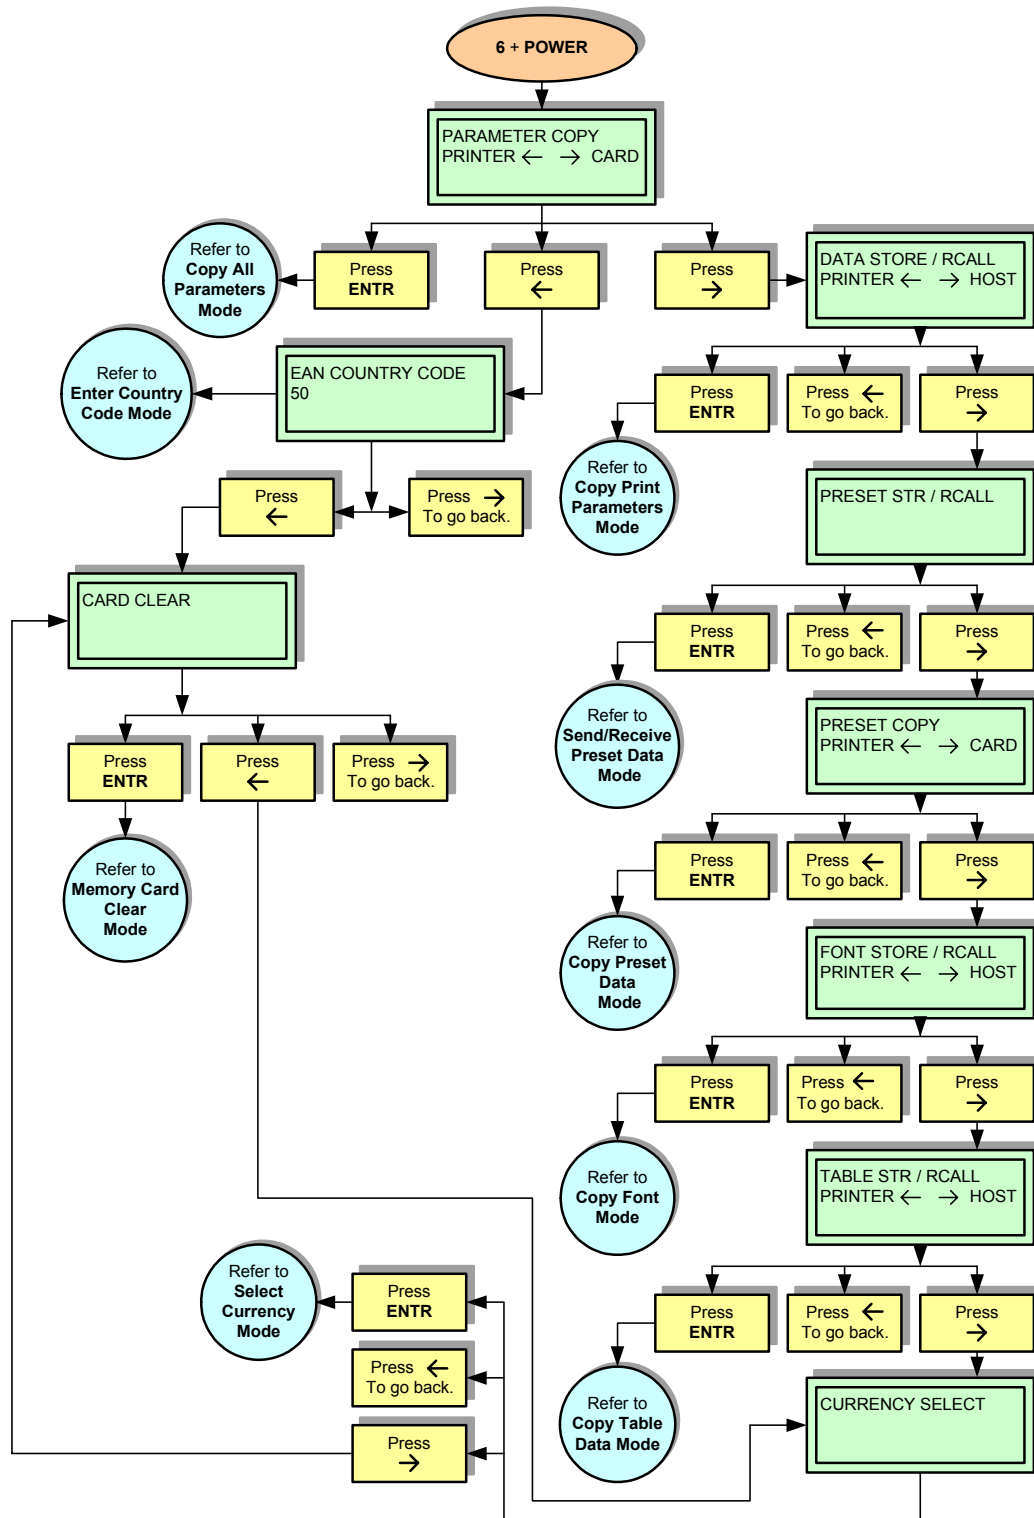 6 + POWER
PARAMETER COPY
PRINTER ← → CARD
Refer to
Copy All
Parameters
Mode
Press
ENTR
Press
←
Press
→
DATA STORE / RCALL
PRINTER ← → HOST
Refer to
Enter Country
Code Mode
EAN COUNTRY CODE
50
Press
ENTR
Press ←
To go back.
Press
→
Refer to
Copy Print
Parameters
Mode
Press
←
Press →
To go back.
PRESET STR / RCALL
CARD CLEAR
Press
ENTR
Press ←
To go back.
Press
→
Refer to
Send/Receive
Preset Data
Mode
PRESET COPY
PRINTER ← → CARD
Press
ENTR
Press
←
Press →
To go back.
Refer to
Memory Card
Clear
Mode
Press
ENTR
Press ←
To go back.
Press
→
Refer to
Copy Preset
Data
Mode
FONT STORE / RCALL
PRINTER ← → HOST
Press
ENTR
Press ←
To go back.
Press
→
Refer to
Copy Font
Mode
TABLE STR / RCALL
PRINTER ← → HOST
Refer to
Select
Currency
Mode
Press
ENTR
Press ←
To go back.
Press
→
Press
ENTR
Press ←
To go back.
Press
→
Refer to
Copy Table
Data Mode
CURRENCY SELECT